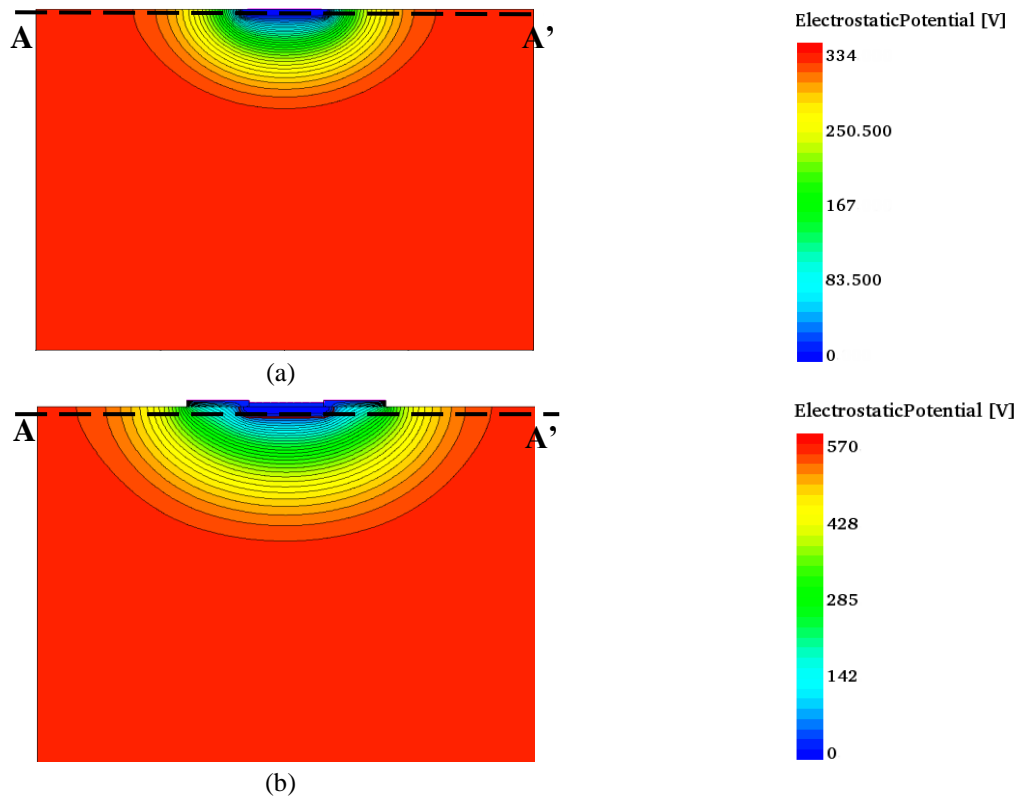 ElectrostaticPotential [V]
A A’
334
250.500
167
83.500
0
(a)
ElectrostaticPotential [V]
A A’
570
428
285
142
0
(b)